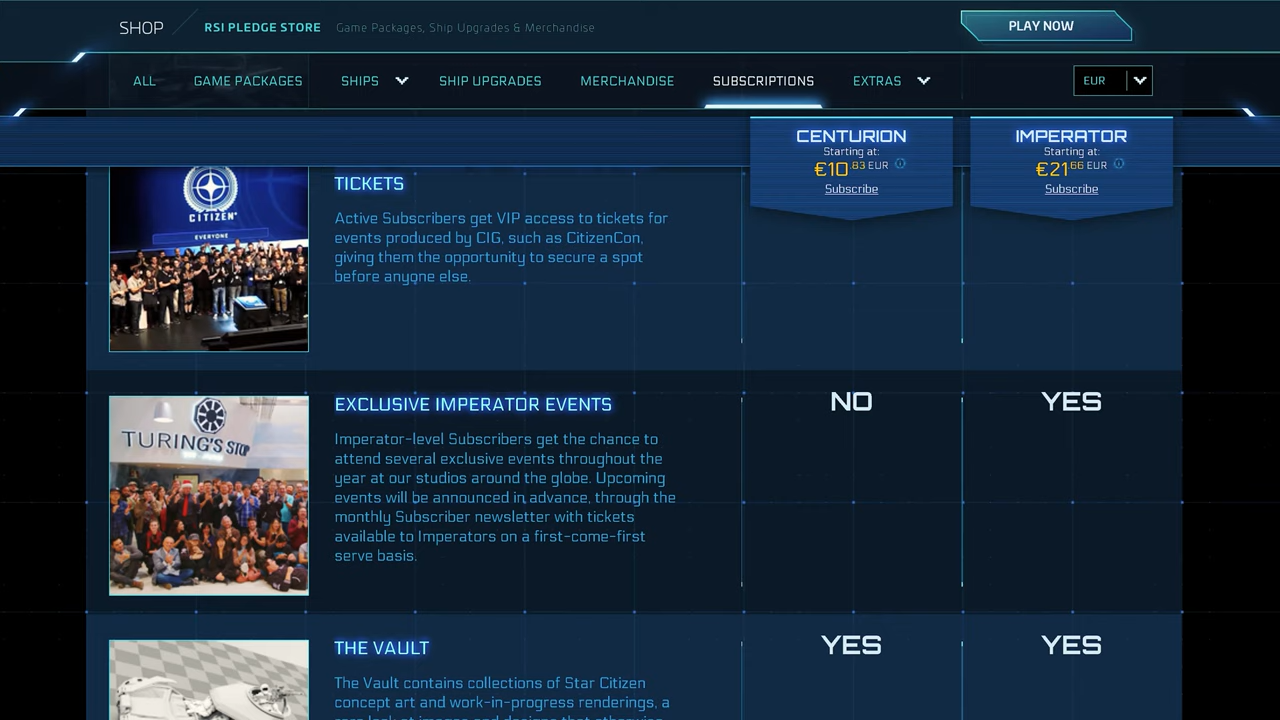 SHOP
RSI PLEDGE STORE
Game Packages, Ship Upgrades & Merchandise
PLAY NOW
ALL
GAME PACKAGES
SHIPS
SHIP UPGRADES
MERCHANDISE
SUBSCRIPTIONS
EXTRAS
EUR
CENTURION
Starting at:
€10.83 EUR
Subscribe
IMPERATOR
Starting at:
€21.66 EUR
Subscribe
CITIZEN
EVERYONE
TICKETS
Active Subscribers get VIP access to tickets for
events produced by CIG, such as CitizenCon,
giving them the opportunity to secure a spot
before anyone else.
TURING'S STOP
EXCLUSIVE IMPERATOR EVENTS
Imperator-level Subscribers get the chance to
attend several exclusive events throughout the
year at our studios around the globe. Upcoming
events will be announced in advance, through the
monthly Subscriber newsletter with tickets
available to Imperators on a first-come-first
serve basis.
NO
YES
THE VAULT
The Vault contains collections of Star Citizen
concept art and work-in-progress renderings, a
YES
YES